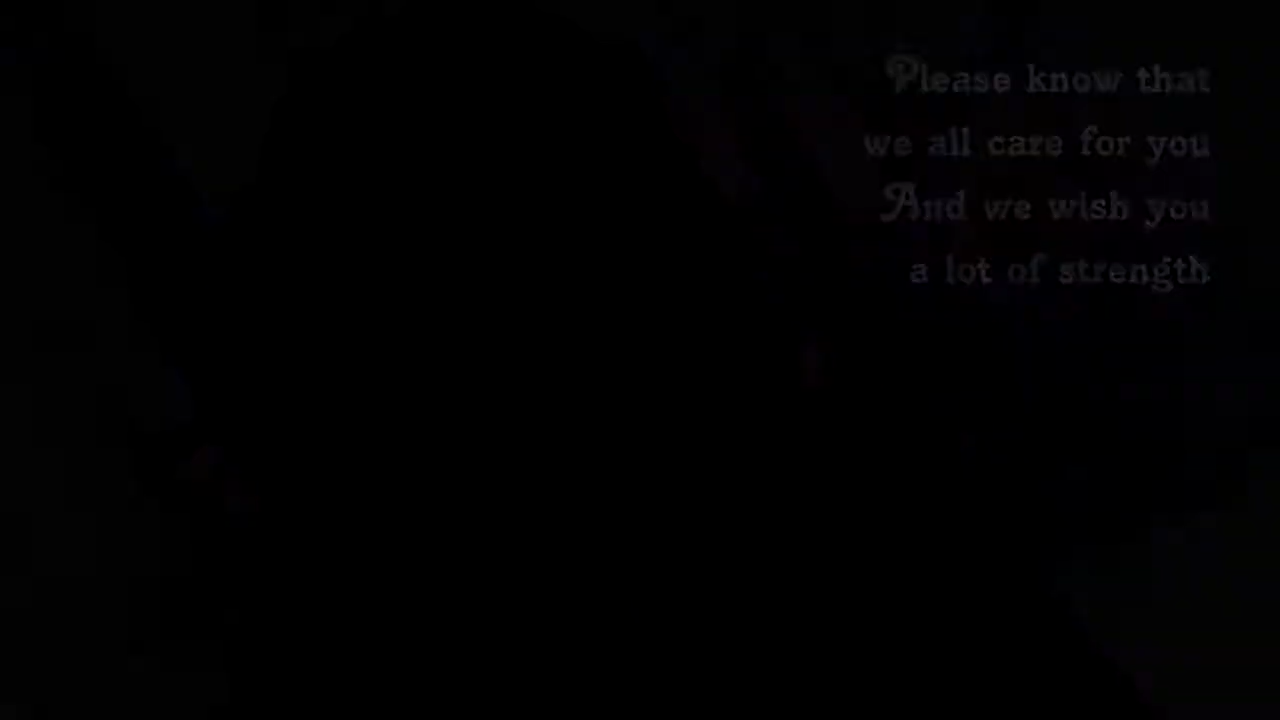 Please know that
we all care for you
And we wish you
a lot of strength